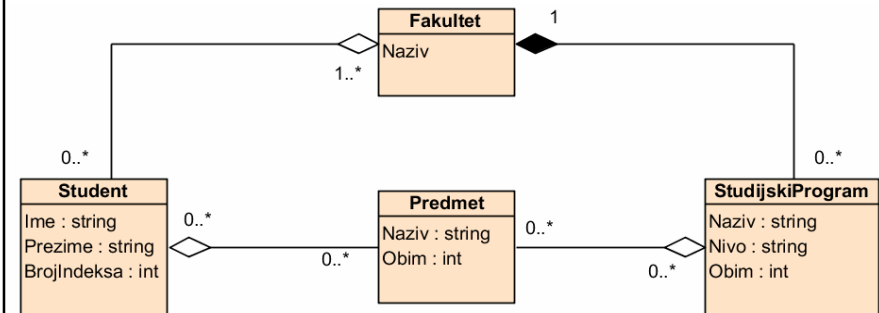 Fakultet
1
Naziv
1..*
0..*
0..*
Student
Ime : string
Prezime : string
BrojIndeksa : int
0..*
0..*
Predmet
Naziv : string
Obim : int
0..*
0..*
StudijskiProgram
Naziv : string
Nivo : string
Obim : int